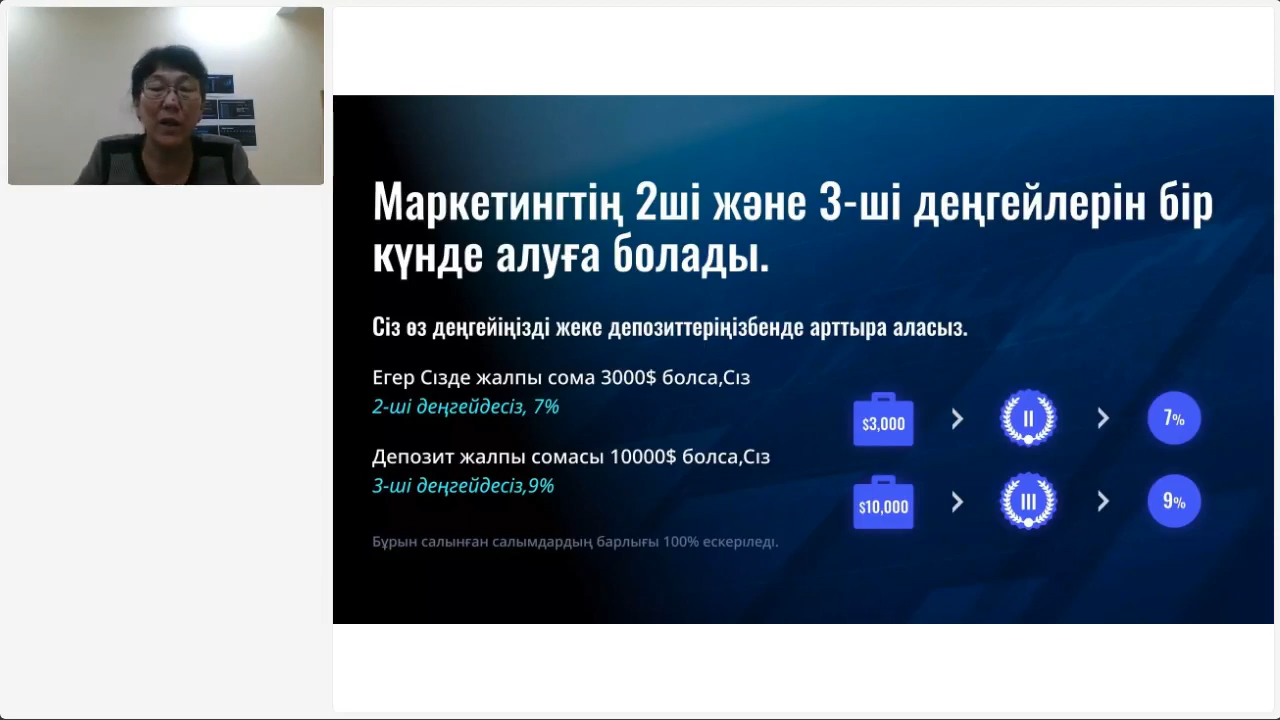 Маркетингтің 2ші және 3-ші деңгейлерін бір
күнде алуға болады.
Сіз өз деңгейіңізді жеке депозиттеріңізбенде арттыра аласыз.
Егер Сізде жалпы сома 3000$ болса,Сіз
2-ші деңгейдесіз, 7%
Депозит жалпы сомасы 10000$ болса,Сіз
3-ші деңгейдесіз,9%
Бұрын салынған салымдардың барлығы 100% ескеріледі.
$3,000 > II > 7%
$10,000 > III > 9%